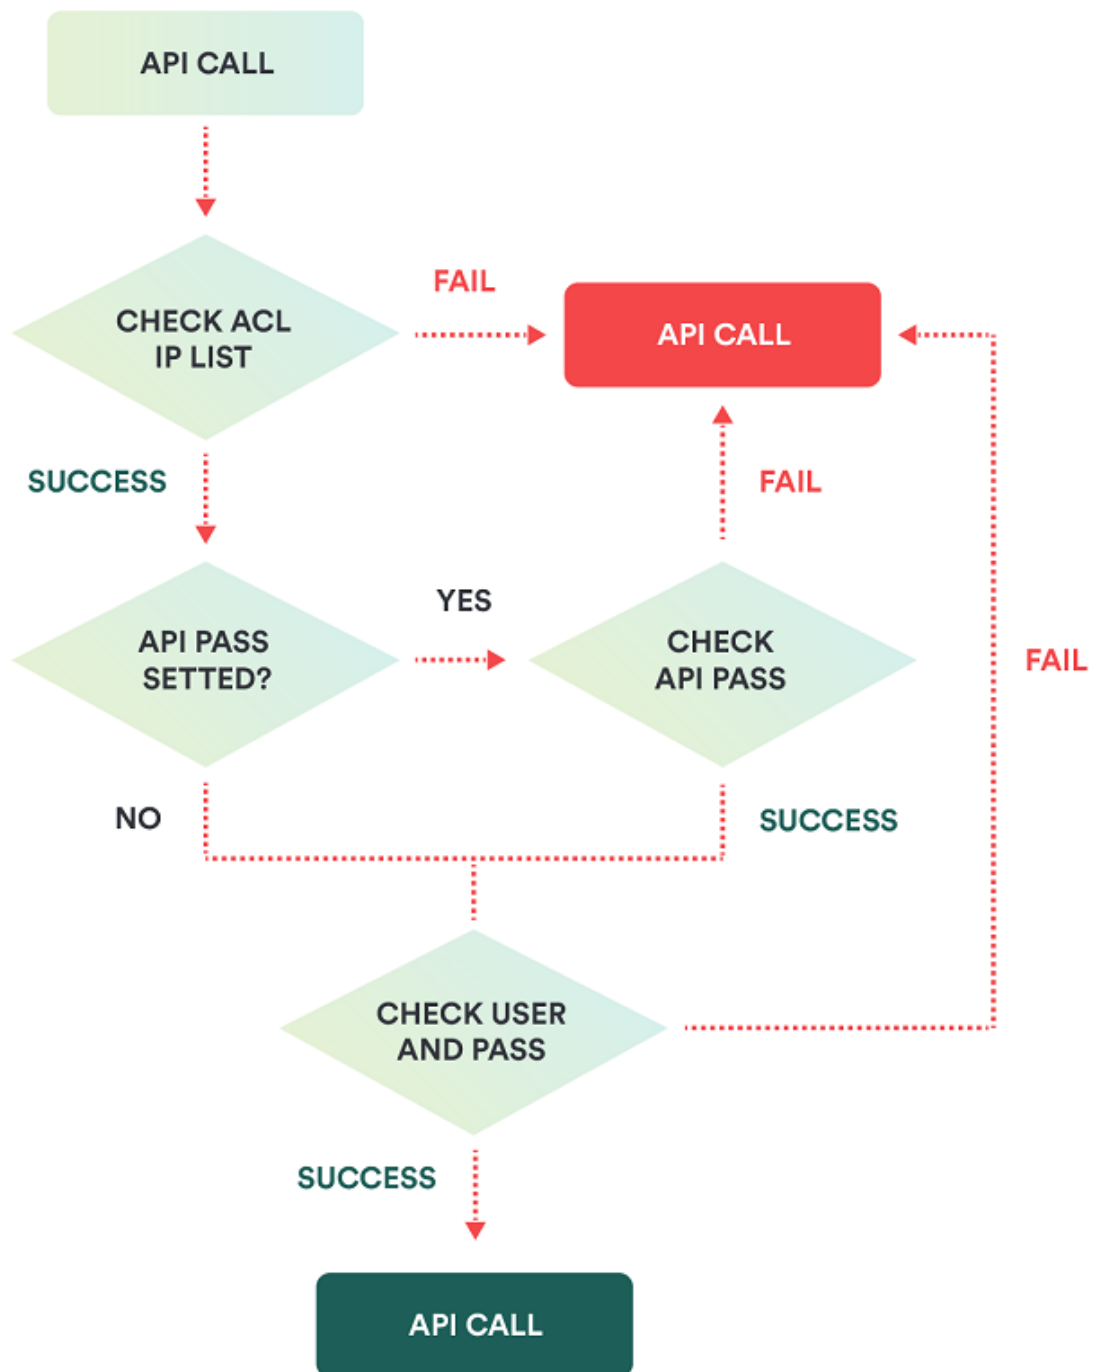 API CALL
CHECK ACL
IP LIST
FAIL
API CALL
SUCCESS
FAIL
API PASS
SETTED?
YES
CHECK
API PASS
FAIL
NO
SUCCESS
CHECK USER
AND PASS
SUCCESS
API CALL